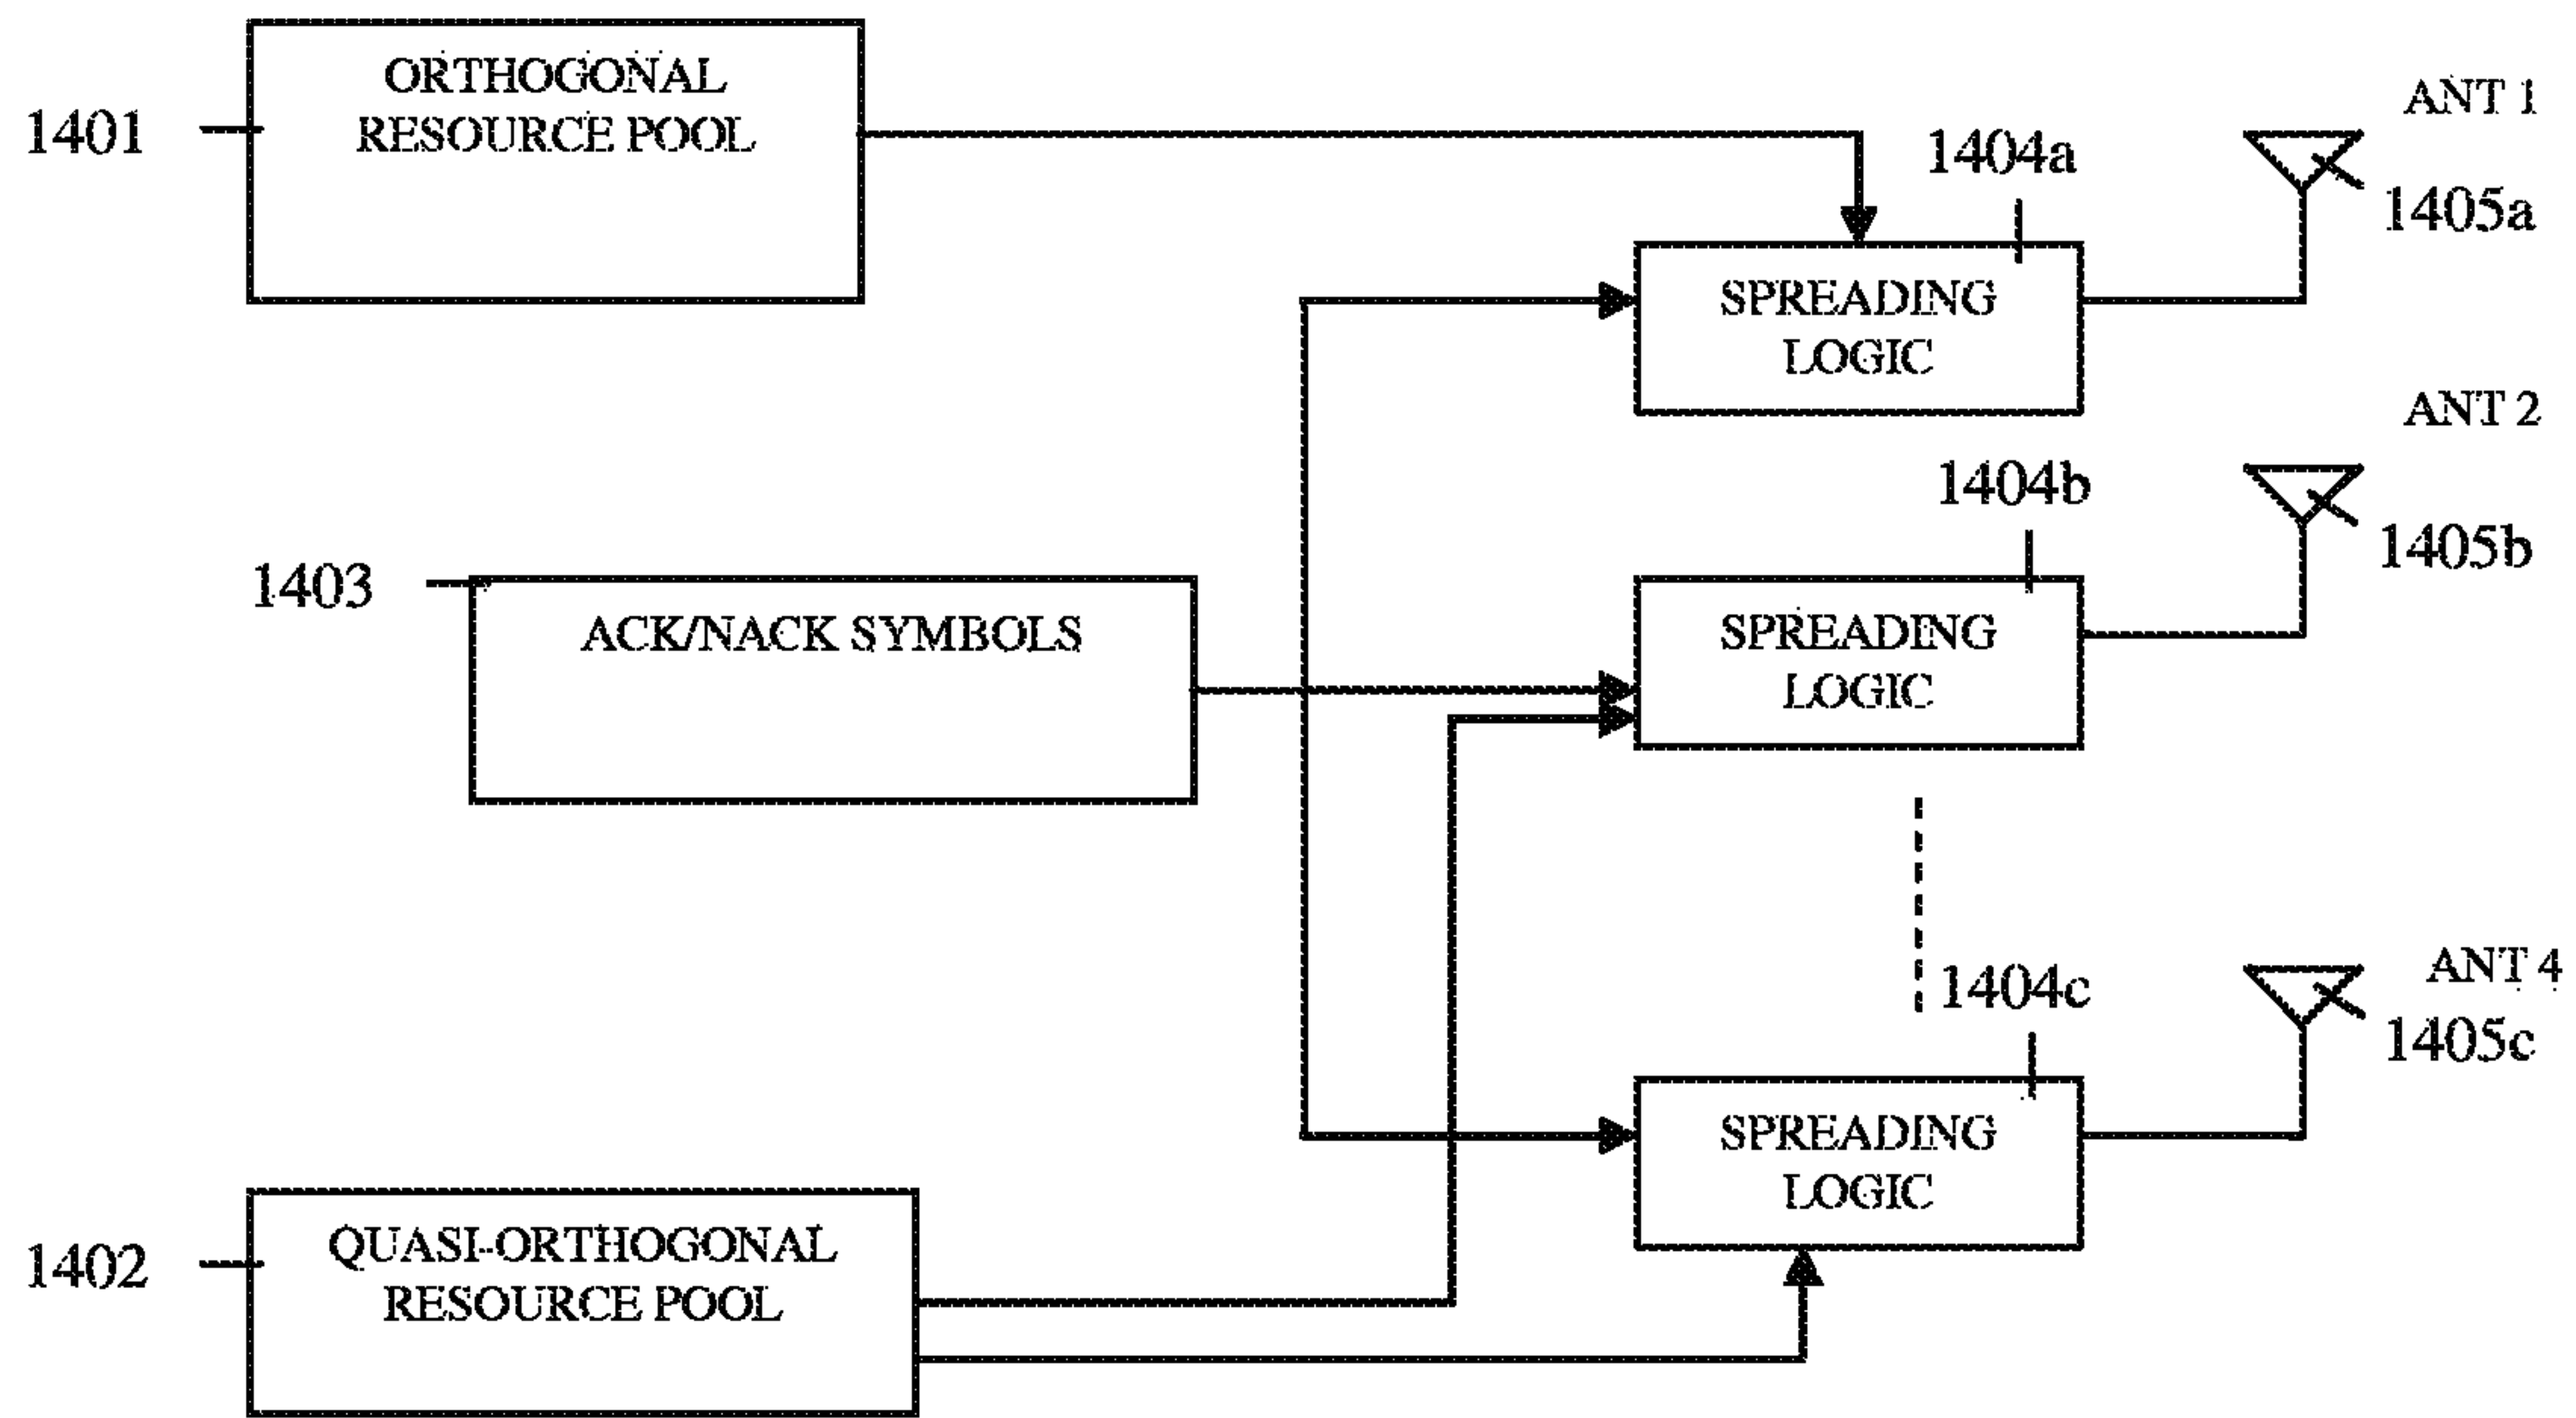 ORTHOGONAL
RESOURCE POOL
1401
ANT 1
1404a
1405a
SPREADING
LOGIC
ANT 2
1404b
1405b
1403
ACK/NACK SYMBOLS
SPREADING
LOGIC
ANT 4
1404c
1405c
SPREADING
LOGIC
1402
QUASI-ORTHOGONAL
RESOURCE POOL